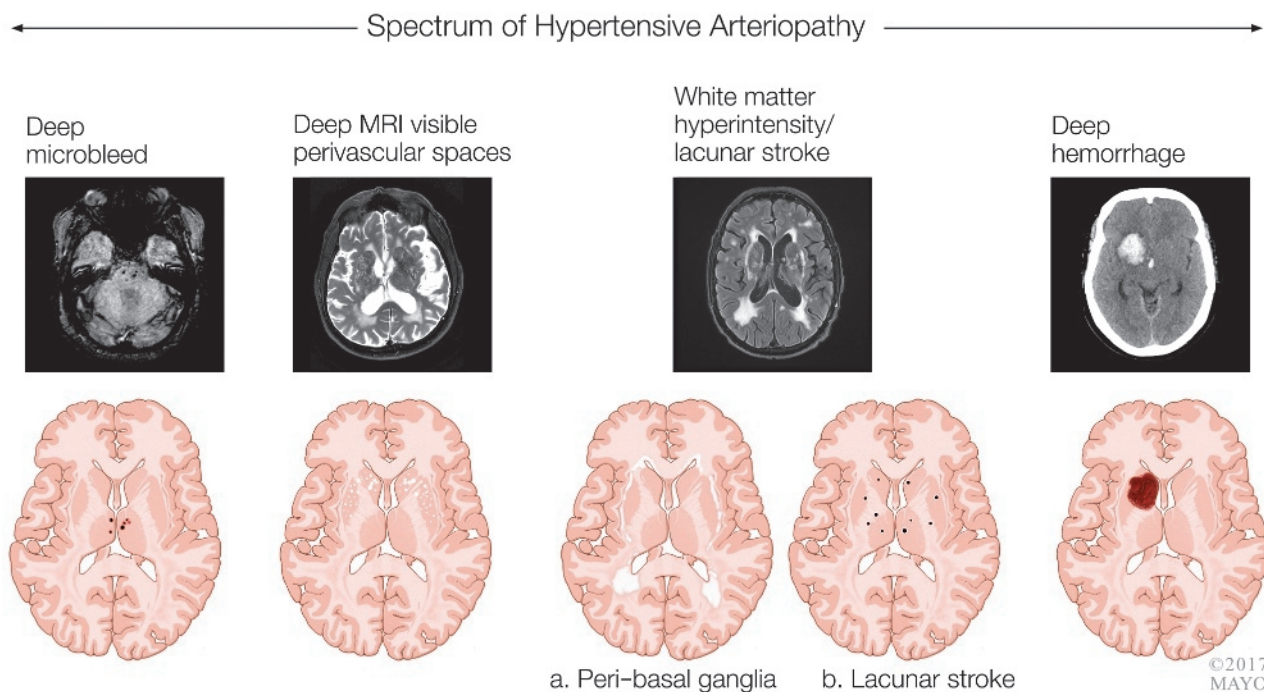 Spectrum of Hypertensive Arteriopathy
Deep
microbleed
Deep MRI visible
perivascular spaces
White matter
hyperintensity/
lacunar stroke
Deep
hemorrhage
a. Peri-basal ganglia
b. Lacunar stroke
©2017
MAYO